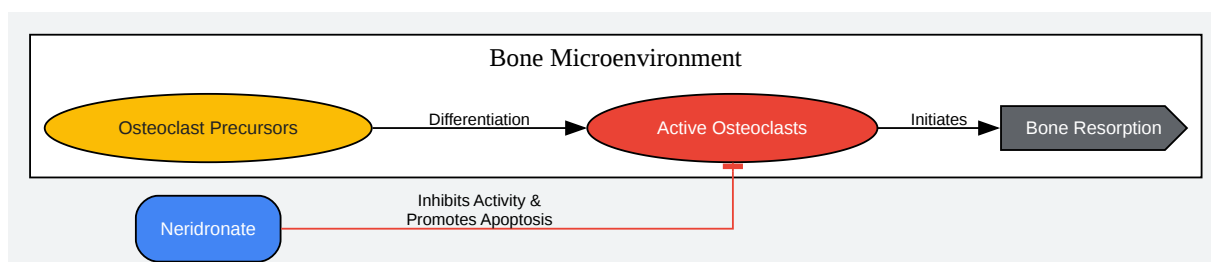 Bone Microenvironment
Osteoclast Precursors
Differentiation
Active Osteoclasts
Initiates
Bone Resorption
Neridronate
Inhibits Activity &
Promotes Apoptosis